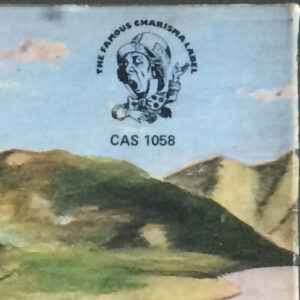 THE FAMOUS CHARISMA LABEL
CAS 1058